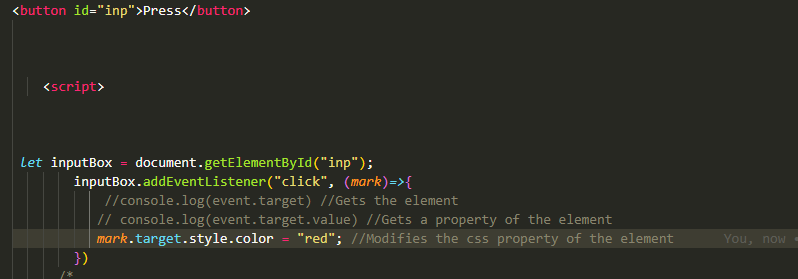 <button id="inp">Press</button>
<script>
let inputBox = document.getElementById("inp");
inputBox.addEventListener("click", (mark)=>{
//console.log(event.target) //Gets the element
// console.log(event.target.value) //Gets a property of the element
mark.target.style.color = "red"; //Modifies the css property of the element You, now •
})
/*